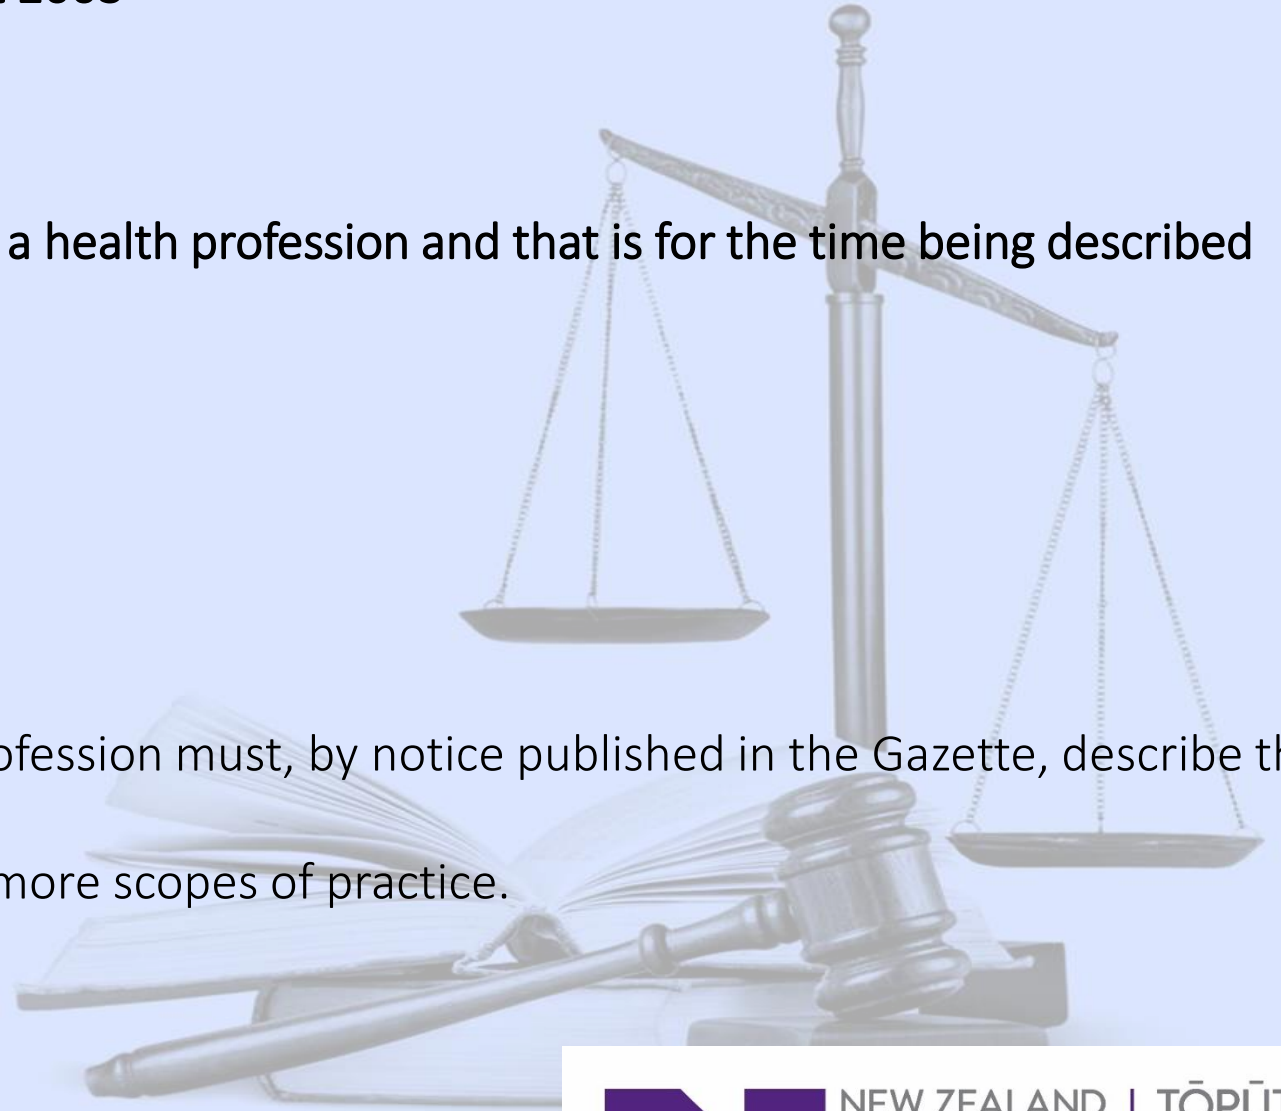 a health profession and that is for the time being described
ofession must, by notice published in the Gazette, describe th
more scopes of practice.
NEW ZEALAND | TŌPŪT